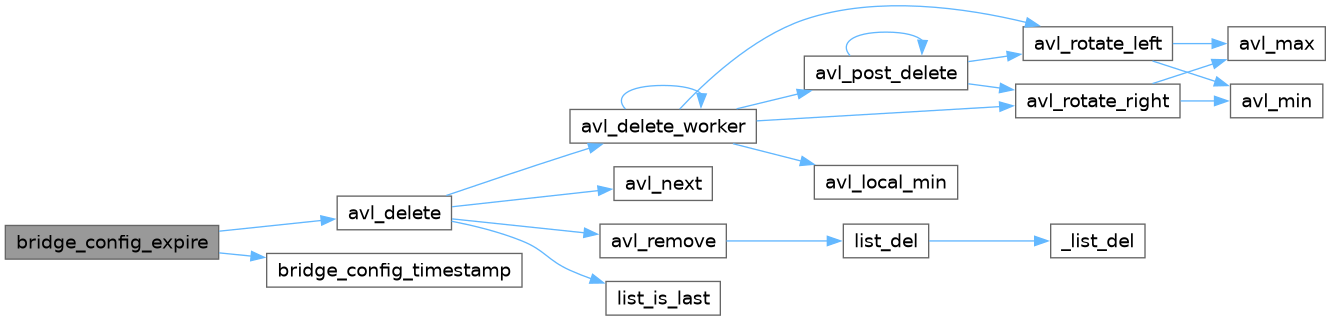 bridge_config_expire
avl_delete
bridge_config_timestamp
avl_delete_worker
avl_next
avl_remove
list_is_last
avl_post_delete
avl_local_min
list_del
_list_del
avl_rotate_left
avl_rotate_right
avl_max
avl_min